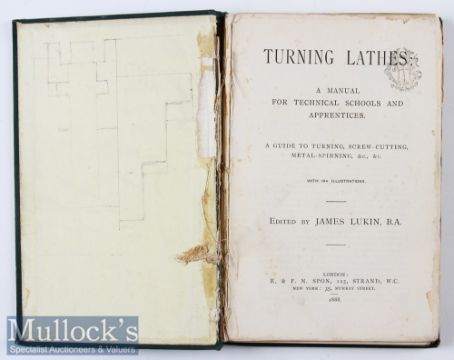 TURNING LATHES:
A MANUAL
FOR TECHNICAL SCHOOLS AND
APPRENTICES.
A GUIDE TO TURNING, SCREW-CUTTING,
METAL-SPINNING, &c., &c.
WITH 194 ILLUSTRATIONS.
EDITED BY JAMES LUKIN, B.A.
LONDON:
E. & F. N. SPON, 125, STRAND, W.C.
NEW YORK: 35, MURRAY STREET.
1888.
Mullock's
Specialist Auctioneers & Valuers